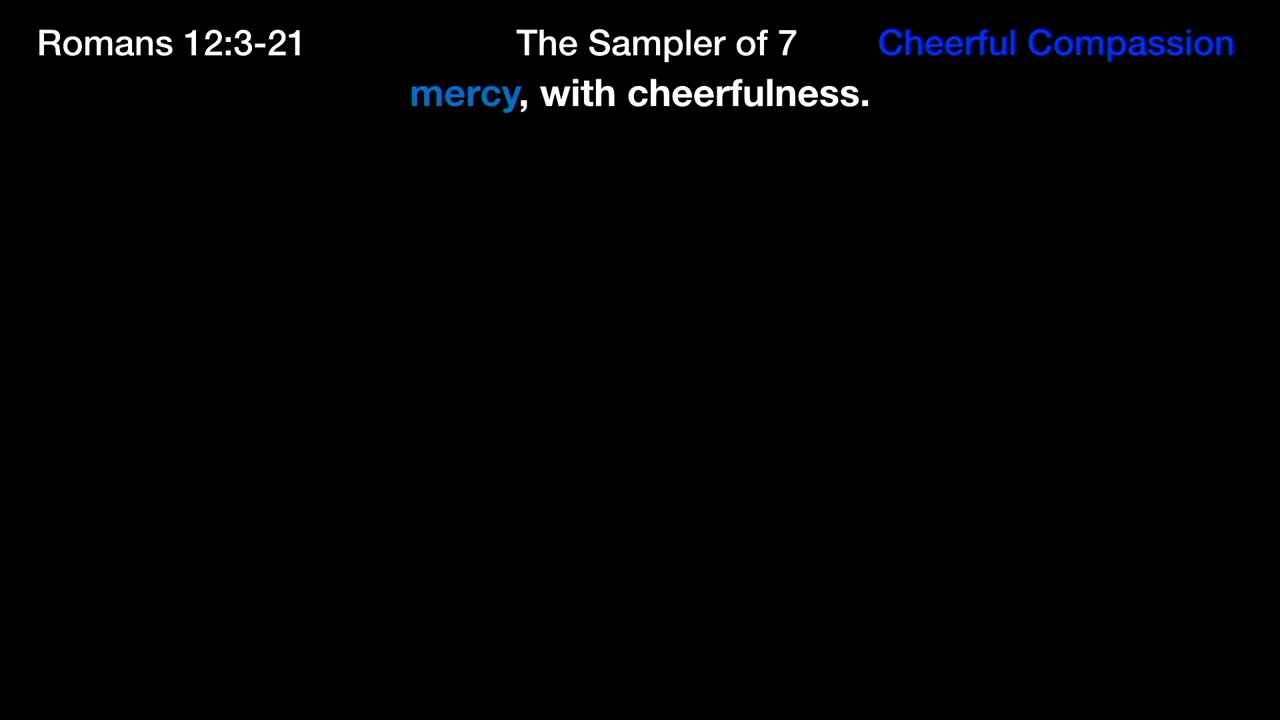 Romans 12:3-21 The Sampler of 7 Cheerful Compassion
mercy, with cheerfulness.